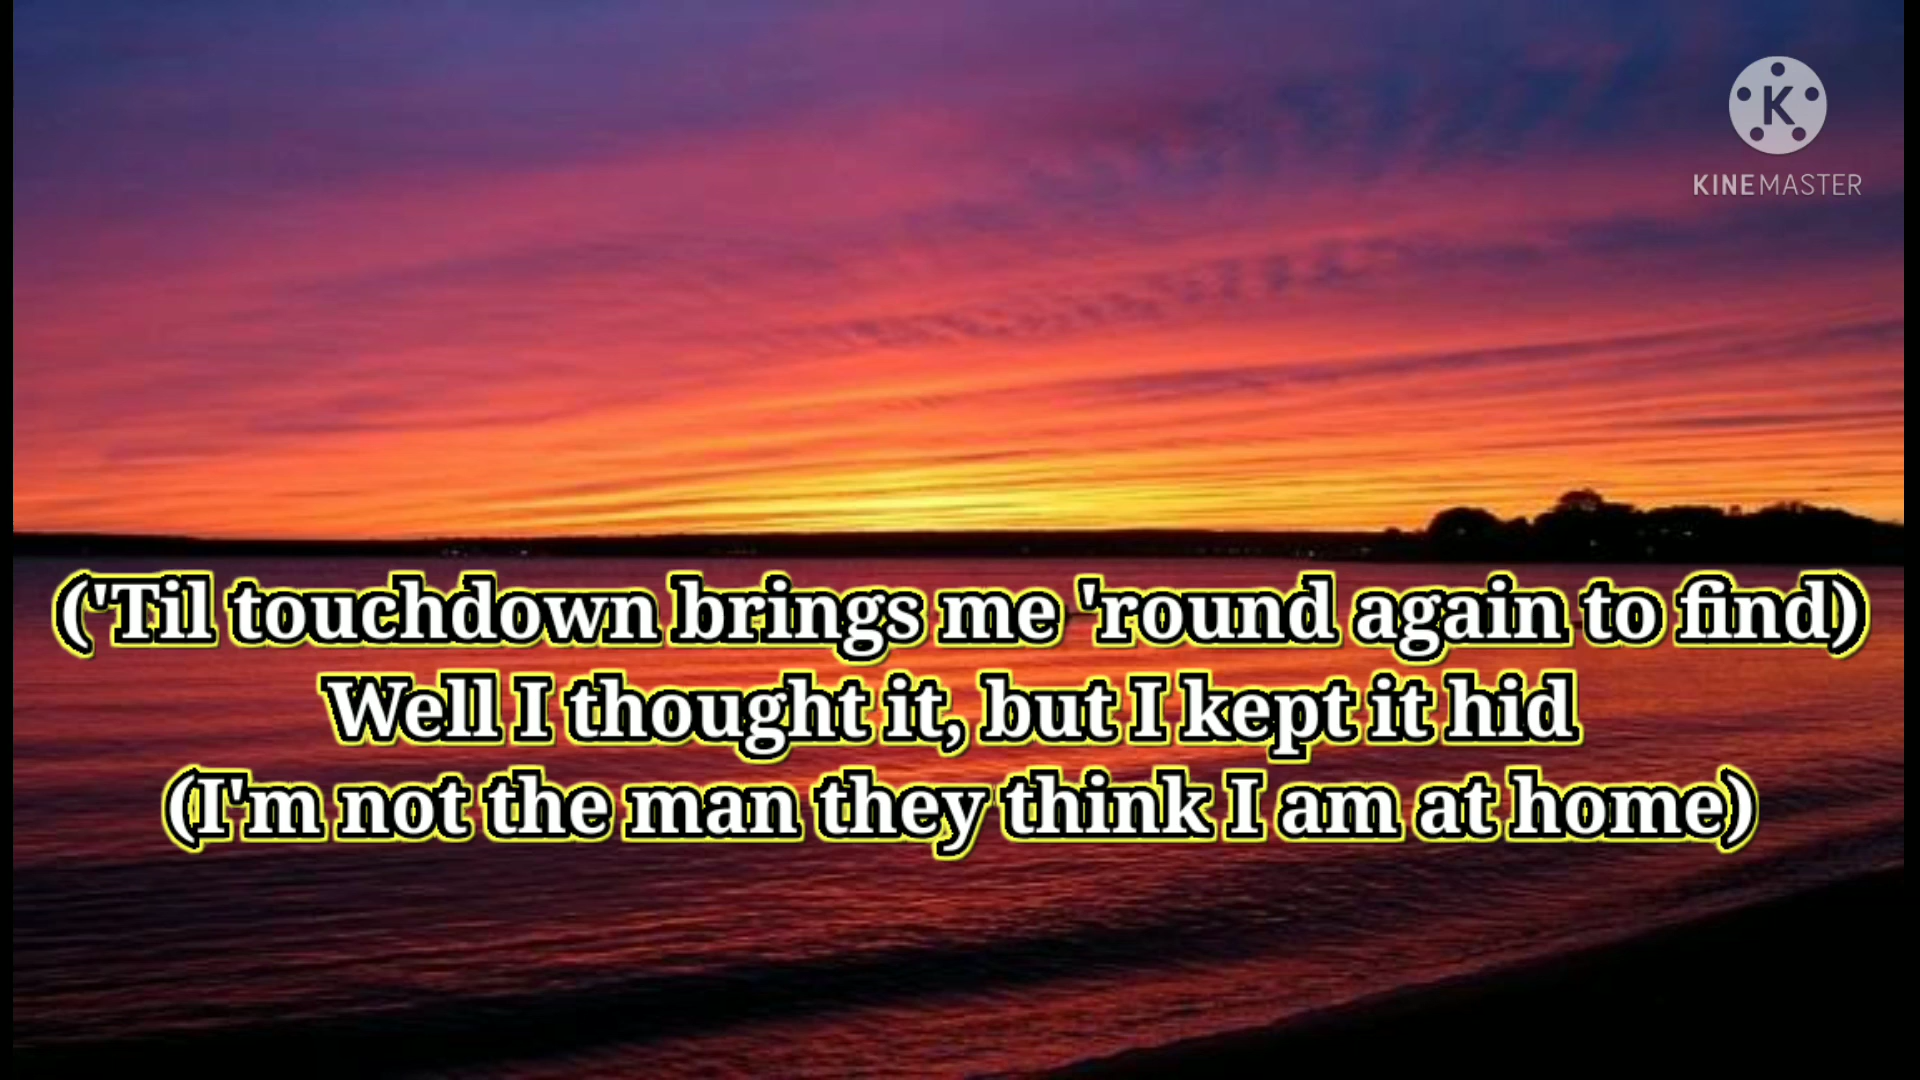 K
KINEMASTER
('Til touchdown brings me 'round again to find)
Well I thought it, but I kept it hid
(I'm not the man they think I am at home)